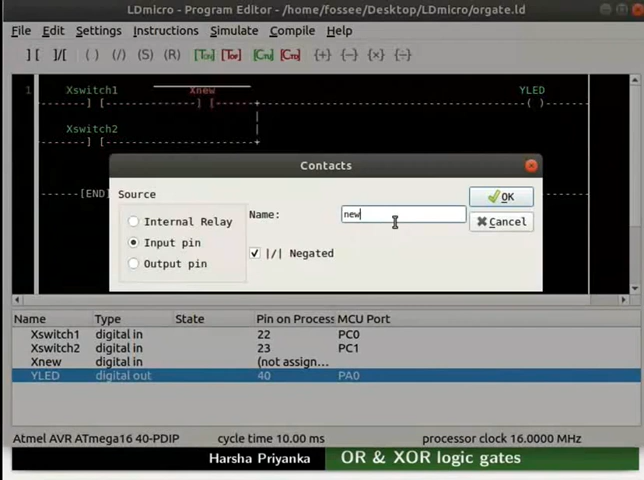 LDmicro - Program Editor - /home/fossee/Desktop/LDmicro/orgate.ld
File Edit Settings Instructions Simulate Compile Help
] [ ]/[ ( ) (/) (S) (R) [TON] [TOF] [CTU] [CTD] {+} {−} {×} {÷}
1 Xswitch1 Xnew YLED
Xswitch2
[END]
Contacts
Source
Internal Relay
Input pin
Output pin
Name: new
|/| Negated
OK
Cancel
Name Type State Pin on Process MCU Port
Xswitch1 digital in 22 PC0
Xswitch2 digital in 23 PC1
Xnew digital in (not assign...
YLED digital out 40 PA0
Atmel AVR ATmega16 40-PDIP cycle time 10.00 ms processor clock 16.0000 MHz
Harsha Priyanka OR & XOR logic gates